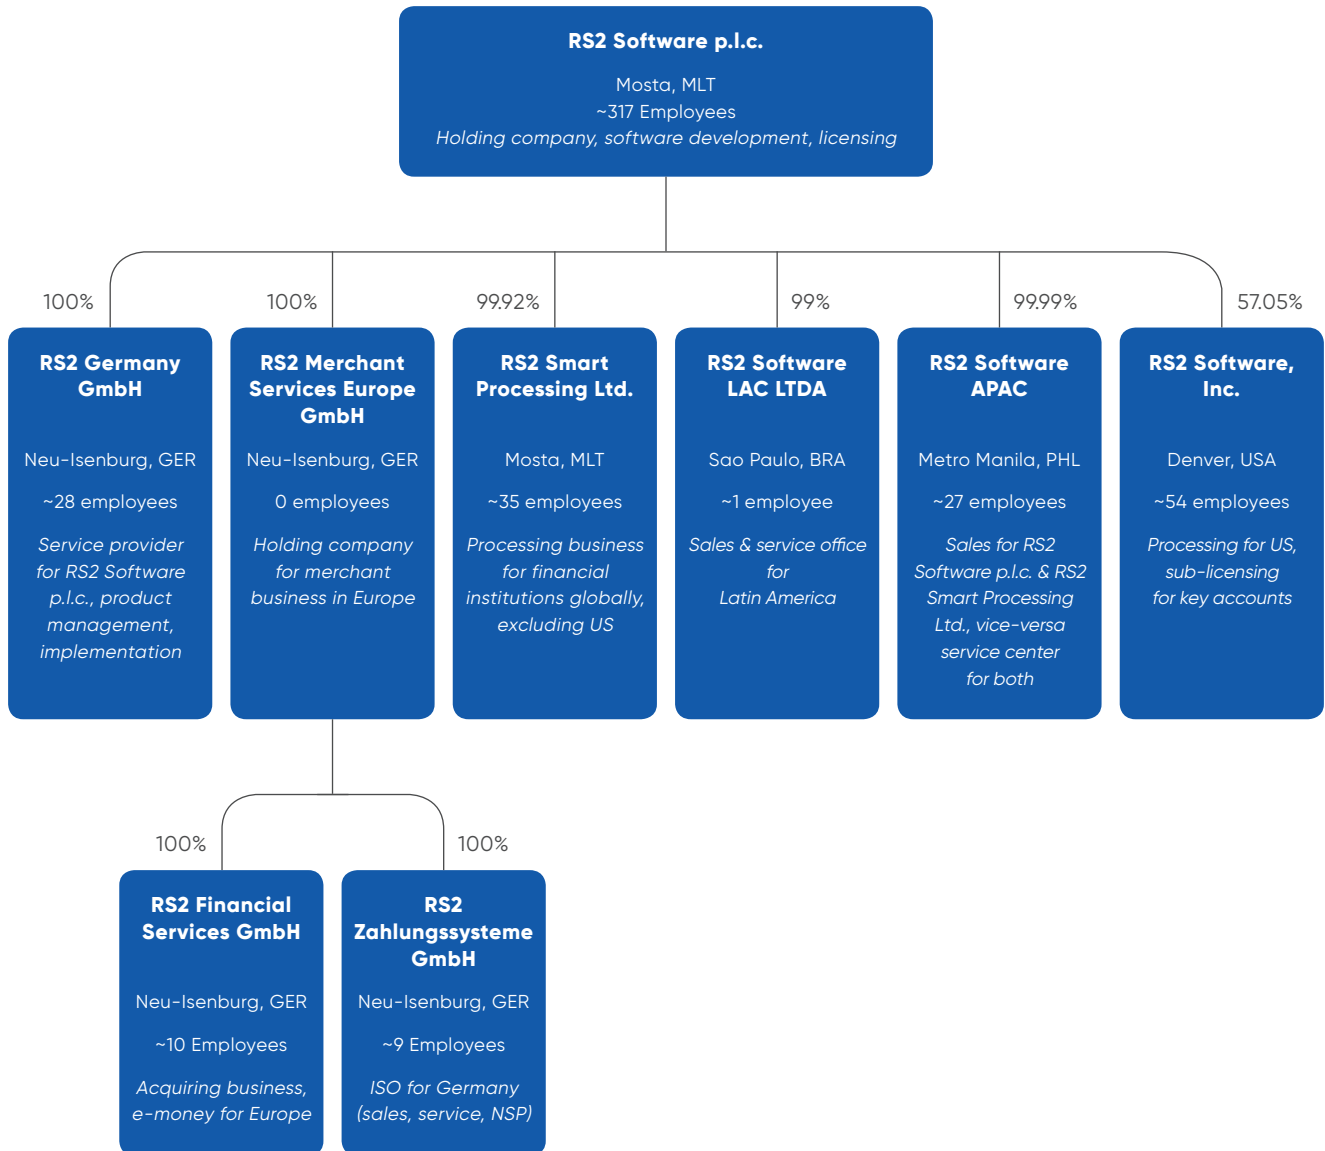 RS2 Software p.l.c.
Mosta, MLT
~317 Employees
Holding company, software development, licensing
100%
RS2 Germany
GmbH
Neu-Isenburg, GER
~28 employees
Service provider
for RS2 Software
p.l.c., product
management,
implementation
100%
RS2 Merchant
Services Europe
GmbH
Neu-Isenburg, GER
0 employees
Holding company
for merchant
business in Europe
99.92%
RS2 Smart
Processing Ltd.
Mosta, MLT
~35 employees
Processing business
for financial
institutions globally,
excluding US
99%
RS2 Software
LAC LTDA
Sao Paulo, BRA
~1 employee
Sales & service office
for
Latin America
99.99%
RS2 Software
APAC
Metro Manila, PHL
~27 employees
Sales for RS2
Software p.l.c. & RS2
Smart Processing
Ltd., vice-versa
service center
for both
57.05%
RS2 Software,
Inc.
Denver, USA
~54 employees
Processing for US,
sub-licensing
for key accounts
100%
RS2 Financial
Services GmbH
Neu-Isenburg, GER
~10 Employees
Acquiring business,
e-money for Europe
100%
RS2
Zahlungssysteme
GmbH
Neu-Isenburg, GER
~9 Employees
ISO for Germany
(sales, service, NSP)